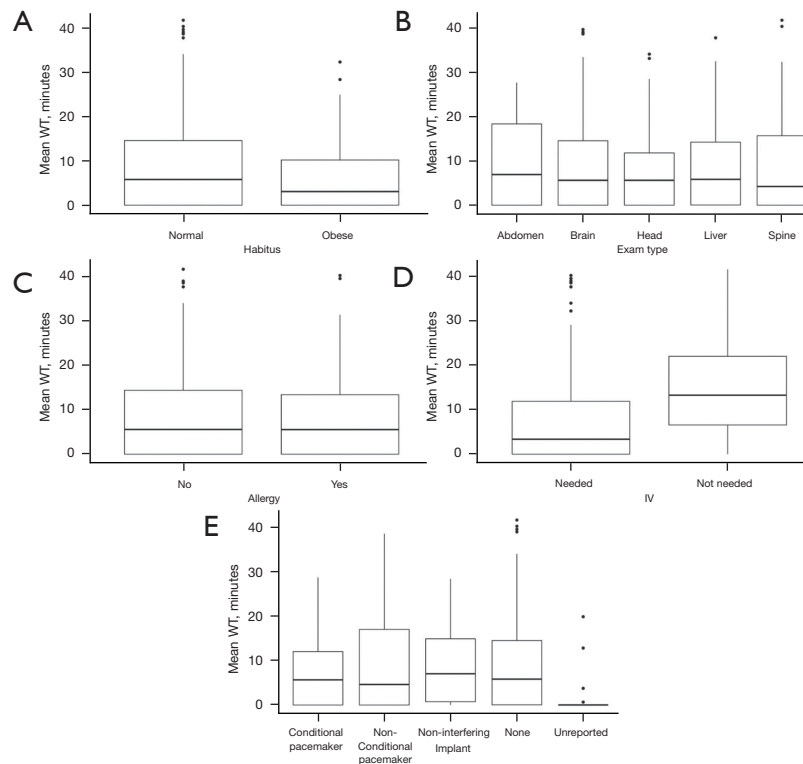 A
Mean WT, minutes
40
30
20
10
0
Normal
Obese
Habitus
B
Mean WT, minutes
40
30
20
10
0
Abdomen
Brain
Head
Liver
Spine
Exam type
C
Mean WT, minutes
40
30
20
10
0
No
Yes
Allergy
D
Mean WT, minutes
40
30
20
10
0
Needed
Not needed
IV
E
Mean WT, minutes
40
30
20
10
0
Conditional
pacemaker
Non-
Conditional
pacemaker
Non-interfering
Implant
None
Unreported